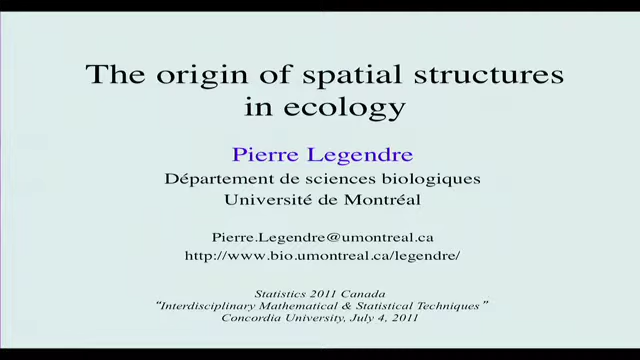 The origin of spatial structures
in ecology
Pierre Legendre
Département de sciences biologiques
Université de Montréal
Pierre.Legendre@umontreal.ca
http://www.bio.umontreal.ca/legendre/
Statistics 2011 Canada
“Interdisciplinary Mathematical & Statistical Techniques”
Concordia University, July 4, 2011